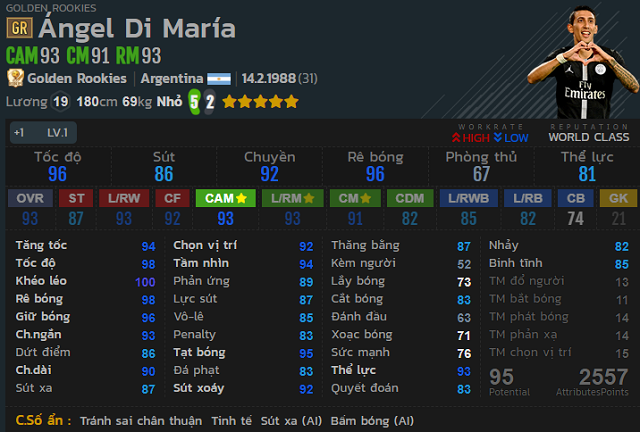 GOLDEN ROOKIES
GR Ángel Di María
CAM93 CM91 RM93
Golden Rookies Argentina 14.2.1988(31)
Lương 19 180cm 69kg Nhỏ 5 2
Fly Emirates
+1 LV.1
WORKRATE REPUTATION
HIGH LOW WORLD CLASS
Tốc độ Sút Chuyền Rê bóng Phòng thủ Thể lực
96 86 92 96 67 81
OVR ST L/RW CF CAM L/RM CM CDM L/RWB L/RB CB GK
93 87 93 92 93 93 91 82 85 82 74 21
Tăng tốc 94 Chọn vị trí 92 Thăng bằng 87 Nhảy 82
Tốc độ 98 Tầm nhìn 94 Kèm người 52 Bình tĩnh 85
Khéo léo 100 Phản ứng 89 Lấy bóng 73 TM đổ người 13
Rê bóng 98 Lực sút 87 Cắt bóng 83 TM bắt bóng 11
Giữ bóng 96 Vô-lê 85 Đánh đầu 63 TM phát bóng 14
Ch.ngắn 93 Penalty 83 Xoạc bóng 71 TM phản xạ 14
Dứt điểm 86 Tạt bóng 95 Sức mạnh 76 TM chọn vị trí 15
Ch.dài 90 Đá phạt 83 Thể lực 93 95 2557
Sút xa 87 Sút xoáy 92 Quyết đoán 83 Potential AttributesPoints
C.Số ẩn : Tránh sai chân thuận Tinh tế Sút xa (AI) Bấm bóng (AI)